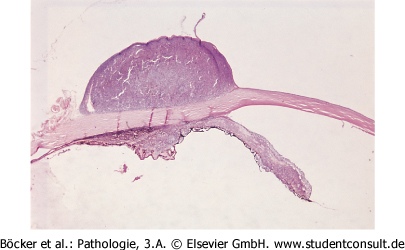 Böcker et al.: Pathologie, 3.A. © Elsevier GmbH. www.studentconsult.de